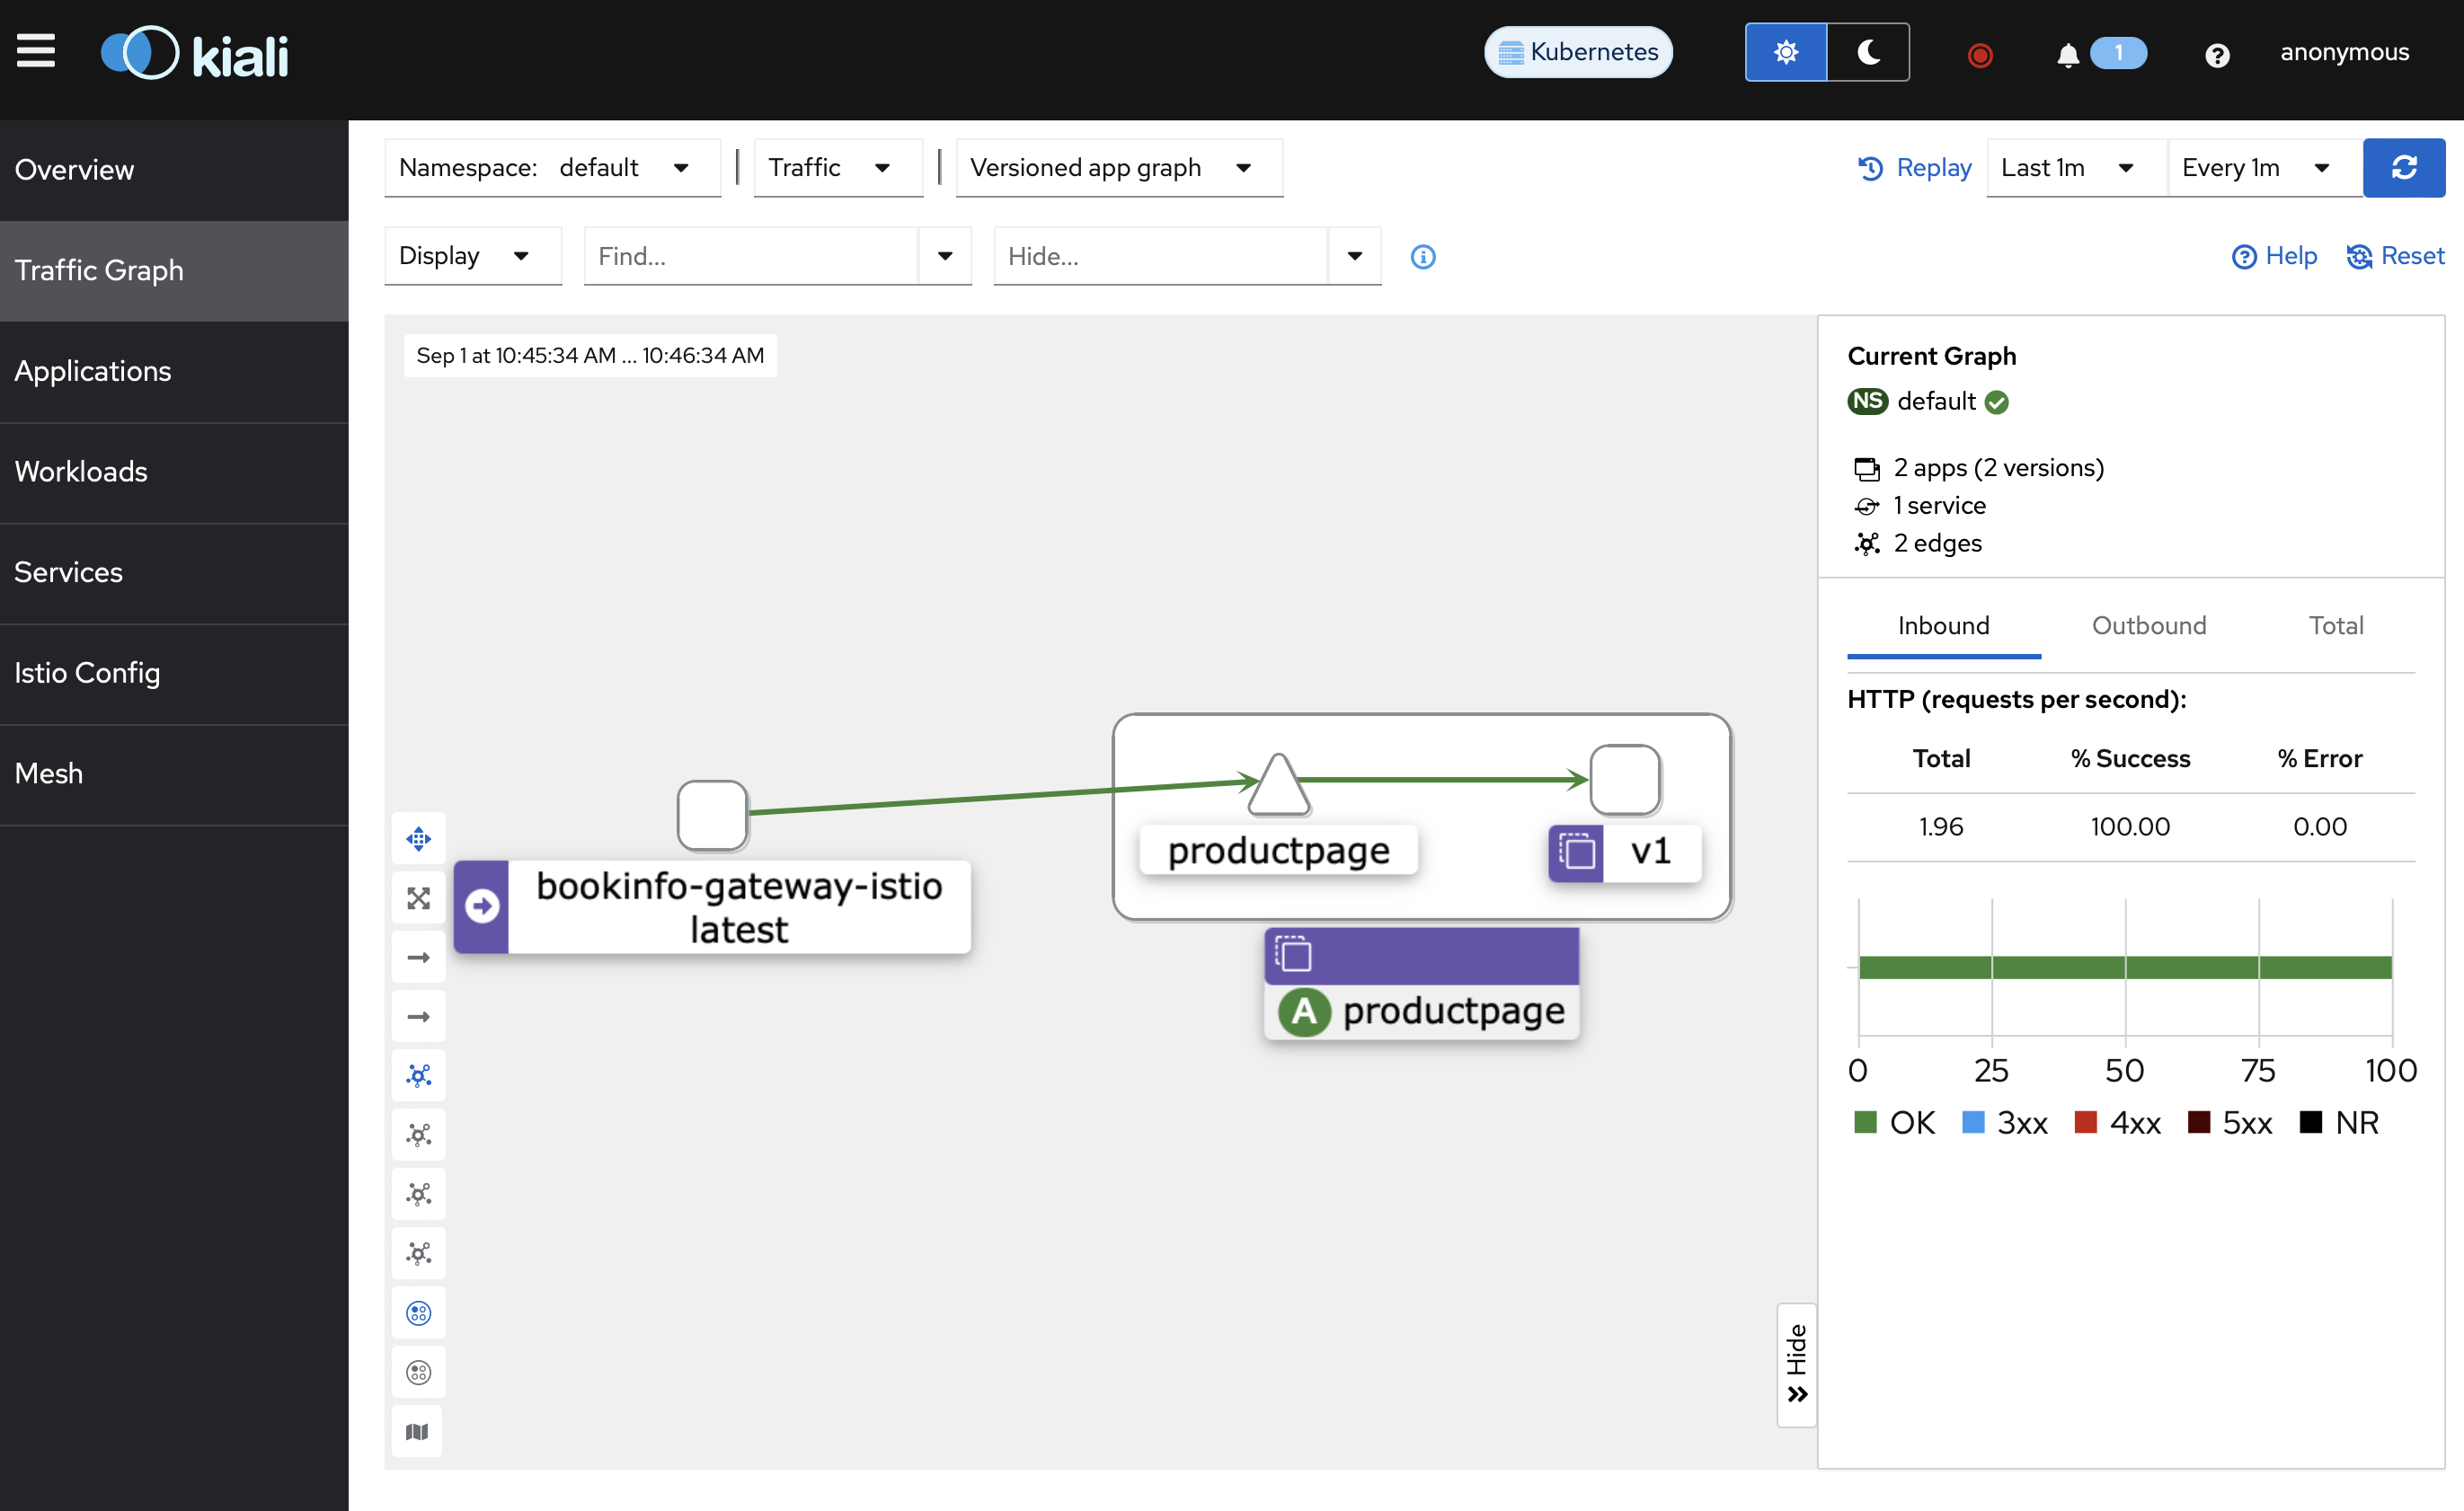 kiali
Kubernetes
1
anonymous
Overview
Traffic Graph
Applications
Workloads
Services
Istio Config
Mesh
Namespace: default
Traffic
Versioned app graph
Replay
Last 1m
Every 1m
Display
Find...
Hide...
Help
Reset
Sep 1 at 10:45:34 AM ... 10:46:34 AM
bookinfo-gateway-istio
latest
productpage
v1
A productpage
Hide
Current Graph
NS default
2 apps (2 versions)
1 service
2 edges
Inbound Outbound Total
HTTP (requests per second):
Total % Success % Error
1.96 100.00 0.00
0 25 50 75 100
OK 3xx 4xx 5xx NR